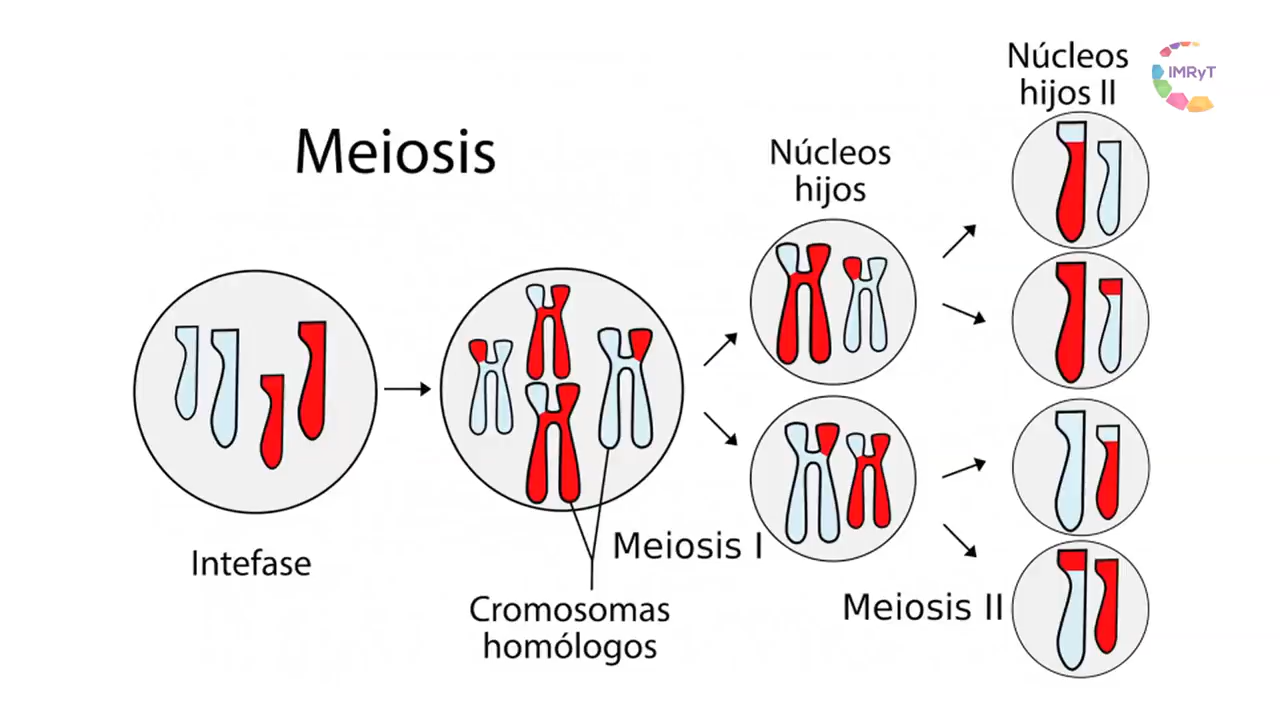 Meiosis
Intefase
Cromosomas
homólogos
Meiosis I
Núcleos
hijos
Meiosis II
Núcleos
hijos II
IMRyT